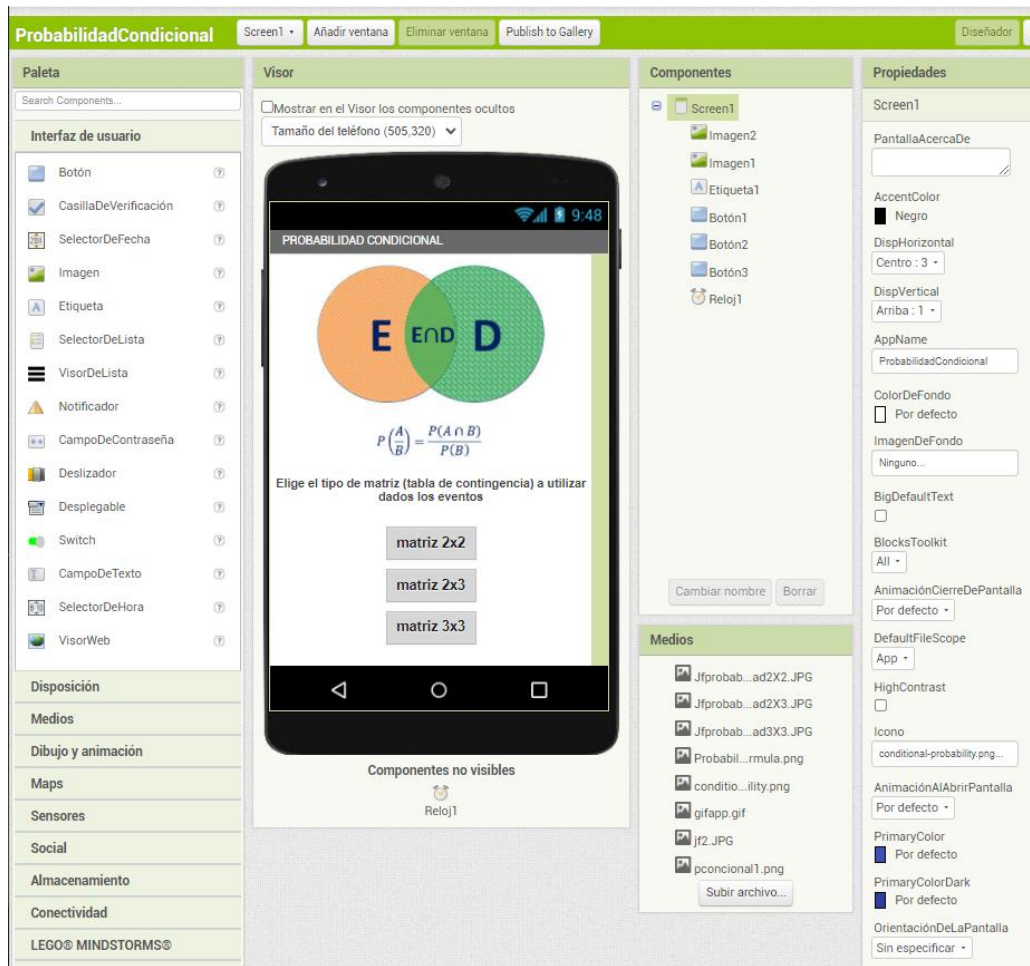 ProbabilidadCondicional
Screen1
Añadir ventana
Eliminar ventana
Publish to Gallery
Diseñador
Paleta
Search Components...
Interfaz de usuario
Botón
CasillaDeVerificación
SelectorDeFecha
Imagen
Etiqueta
SelectorDeLista
VisorDeLista
Notificador
CampoDeContraseña
Deslizador
Desplegable
Switch
CampoDeTexto
SelectorDeHora
VisorWeb
Disposición
Medios
Dibujo y animación
Maps
Sensores
Social
Almacenamiento
Conectividad
LEGO® MINDSTORMS®
Visor
Mostrar en el Visor los componentes ocultos
Tamaño del teléfono (505,320)
9:48
PROBABILIDAD CONDICIONAL
E E∩D D
P(A/B) = P(A ∩ B)/P(B)
Elige el tipo de matriz (tabla de contingencia) a utilizar
dados los eventos
matriz 2x2
matriz 2x3
matriz 3x3
Componentes no visibles
Reloj1
Componentes
Screen1
Imagen2
Imagen1
Etiqueta1
Botón1
Botón2
Botón3
Reloj1
Cambiar nombre
Borrar
Medios
Jfprobab...ad2X2.JPG
Jfprobab...ad2X3.JPG
Jfprobab...ad3X3.JPG
Probabil...rmula.png
conditio...ility.png
gifapp.gif
jf2.JPG
pconcional1.png
Subir archivo...
Propiedades
Screen1
PantallaAcercaDe
AccentColor
Negro
DispHorizontal
Centro : 3
DispVertical
Arriba : 1
AppName
ProbabilidadCondicional
ColorDeFondo
Por defecto
ImagenDeFondo
Ninguno...
BigDefaultText
BlocksToolkit
All
AnimaciónCierreDePantalla
Por defecto
DefaultFileScope
App
HighContrast
Icono
conditional-probability.png...
AnimaciónAlAbrirPantalla
Por defecto
PrimaryColor
Por defecto
PrimaryColorDark
Por defecto
OrientaciónDeLaPantalla
Sin especificar